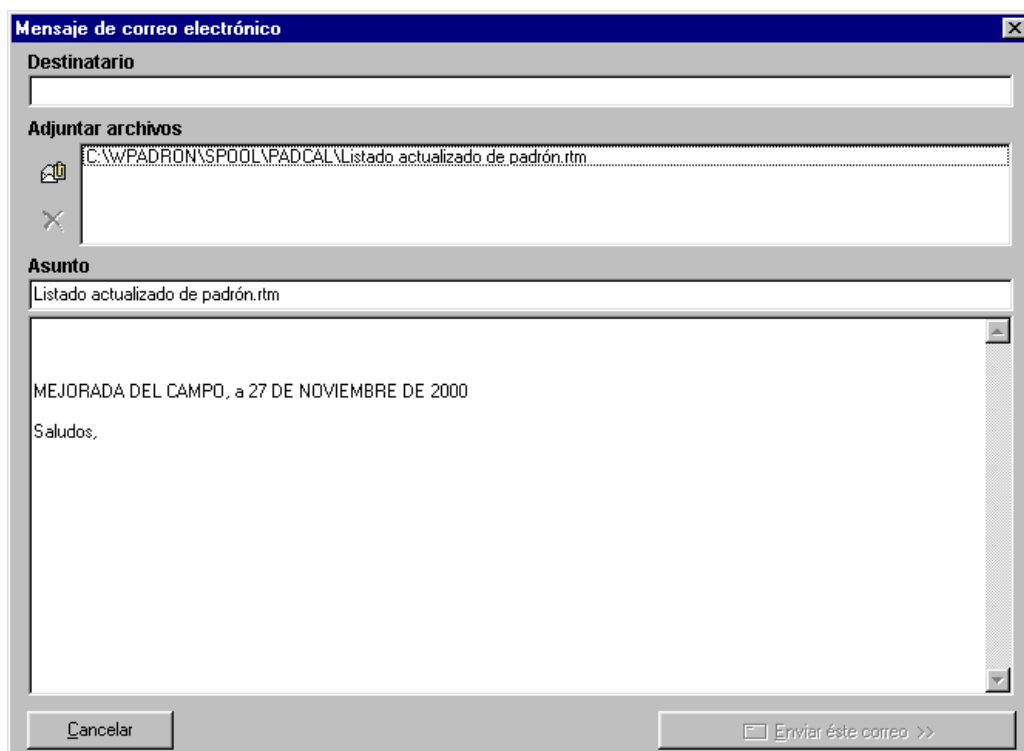 Mensaje de correo electrónico
Destinatario
Adjuntar archivos
C:\WPADRON\SPOOL\PADCAL\Listado actualizado de padrón.rtm
Asunto
Listado actualizado de padrón.rtm
MEJORADA DEL CAMPO, a 27 DE NOVIEMBRE DE 2000
Saludos,
Cancelar
Enviar éste correo >>